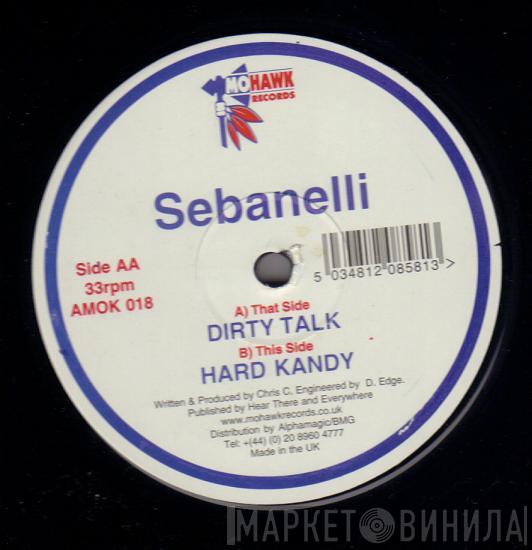 MOHAWK
RECORDS
Sebanelli
Side AA
33rpm
AMOK 018
5 034812 085813 >
A) That Side
DIRTY TALK
B) This Side
HARD KANDY
Written & Produced by Chris C, Engineered by D. Edge.
Published by Hear There and Everywhere
www.mohawkrecords.co.uk
Distribution by Alphamagic/BMG
Tel: +(44) (0) 20 8960 4777
Made in the UK
МАРКЕТ ВИНИЛА